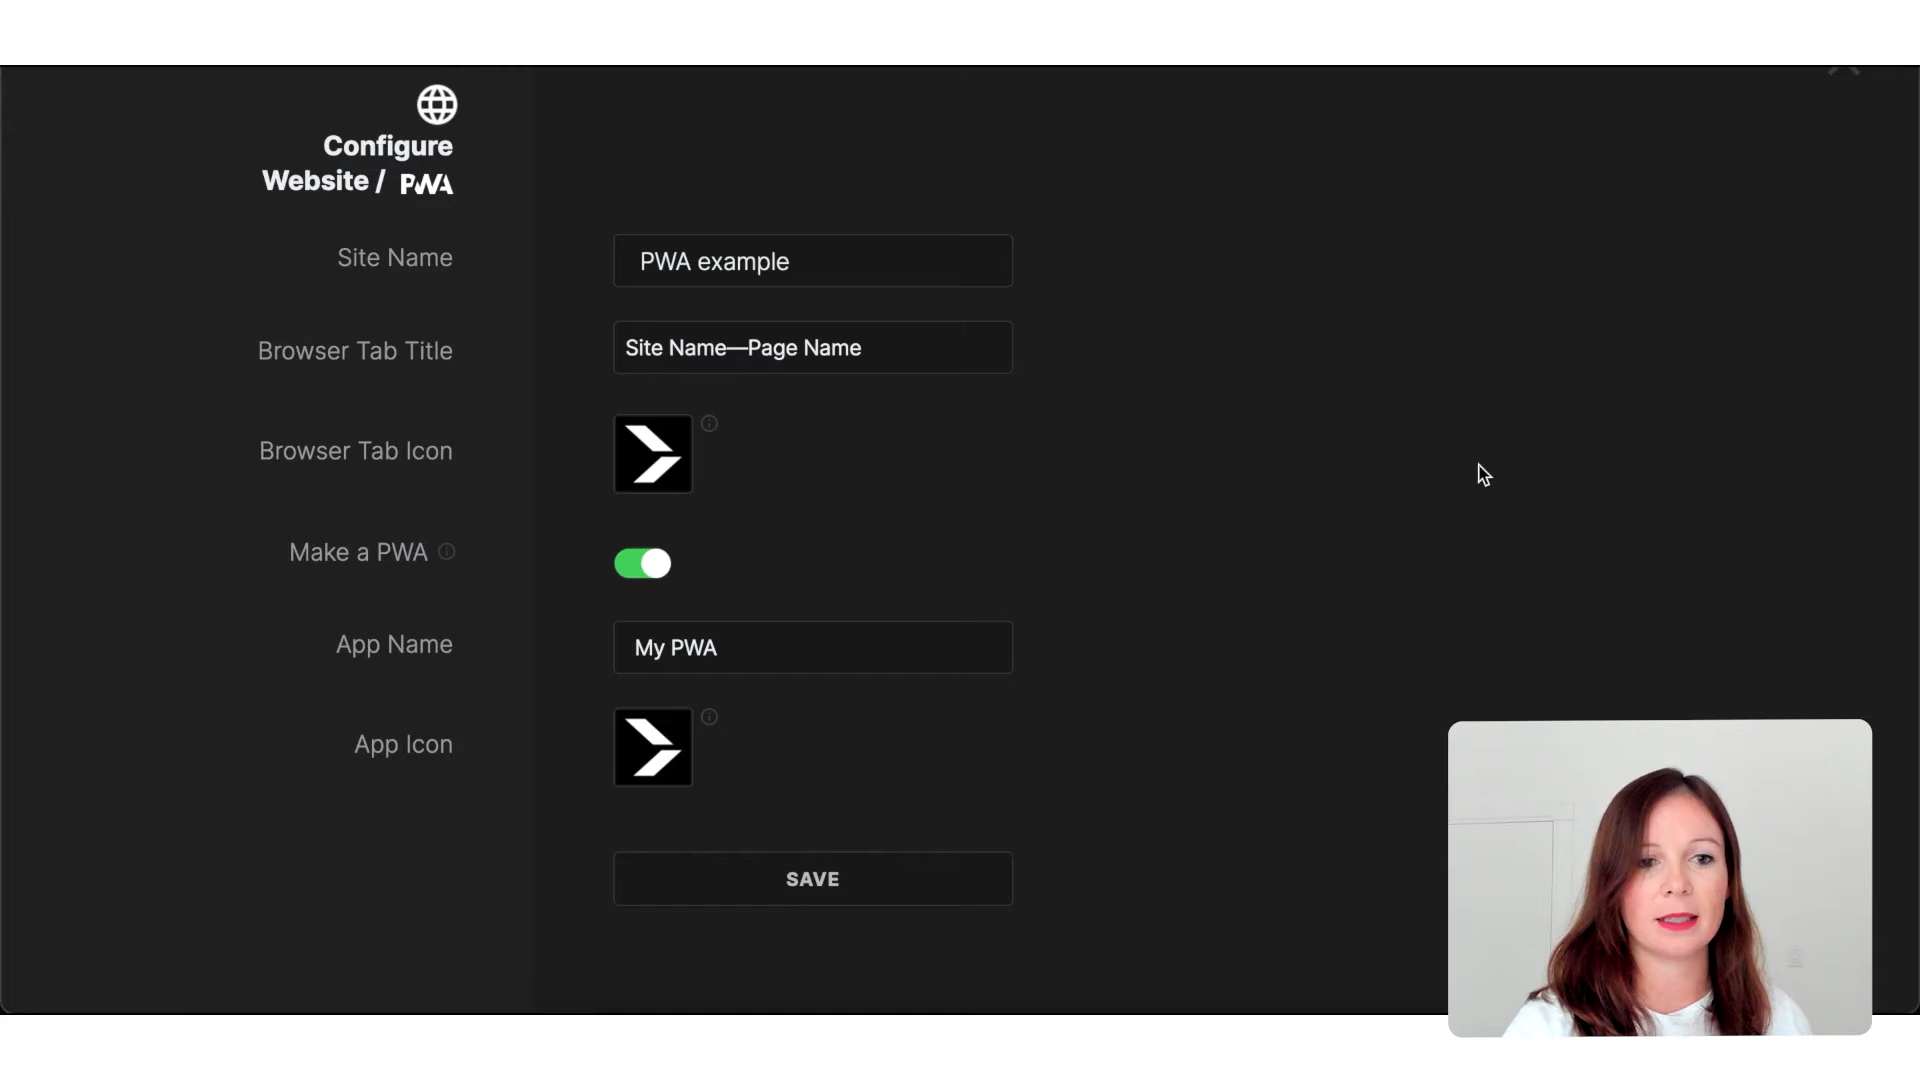 Configure
Website / PWA
Site Name
PWA example
Browser Tab Title
Site Name—Page Name
Browser Tab Icon
Make a PWA
App Name
My PWA
App Icon
SAVE